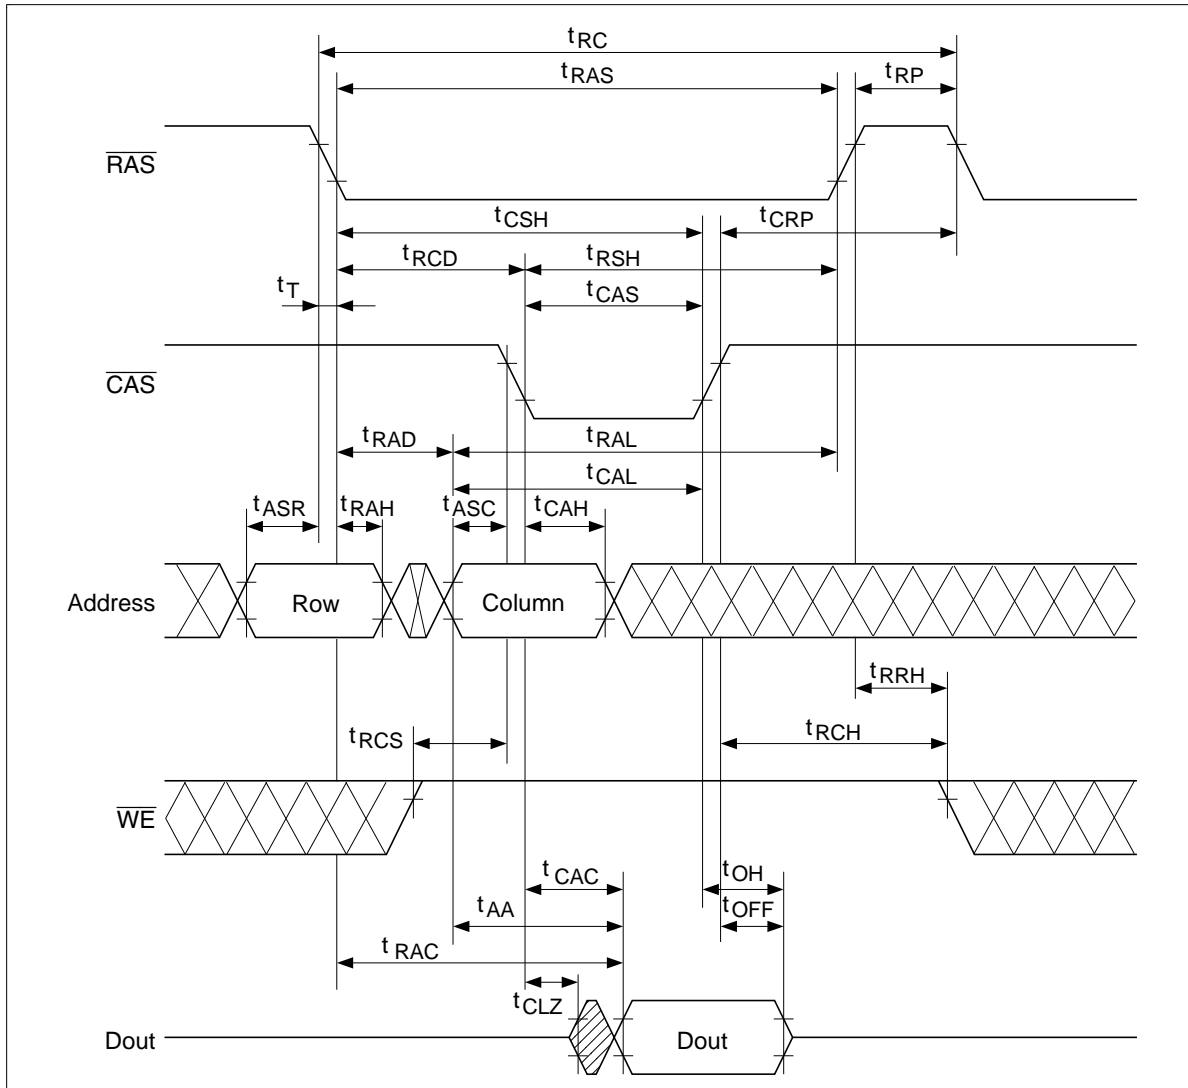 tRC
tRAS
tRP
RAS
tCSH
tCRP
tRCD
tRSH
tT
tCAS
CAS
tRAD
tRAL
tCAL
tASR
tRAH
tASC
tCAH
Address
Row
Column
tRRH
tRCS
tRCH
WE
tCAC
tOH
tAA
tOFF
tRAC
tCLZ
Dout
Dout